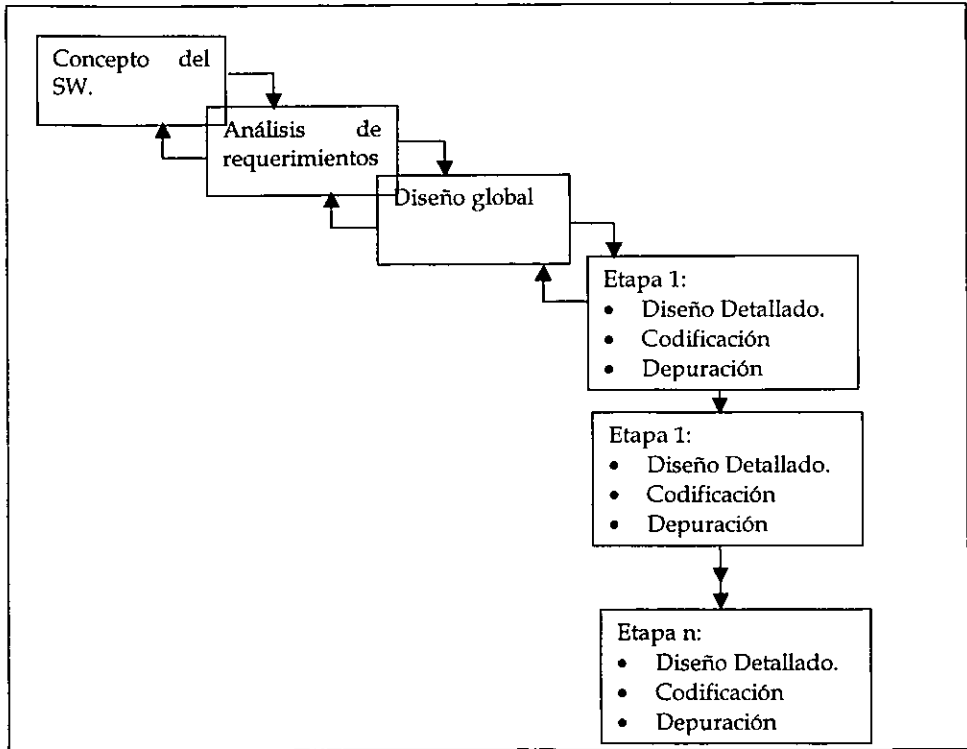 Concepto del
SW.
Análisis de
requerimientos
Diseño global
Etapa 1:
• Diseño Detallado.
• Codificación
• Depuración
Etapa 1:
• Diseño Detallado.
• Codificación
• Depuración
Etapa n:
• Diseño Detallado.
• Codificación
• Depuración